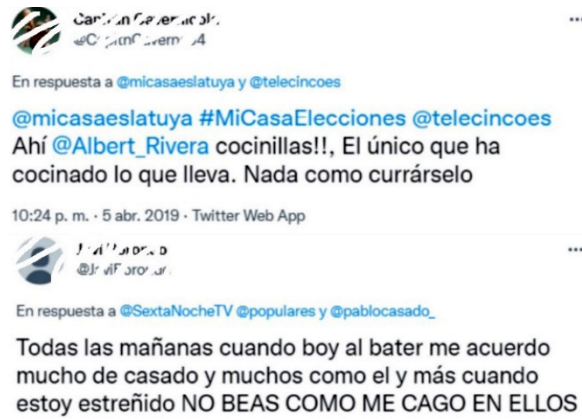 En respuesta a @micasaeslatuya y @telecincoes
@micasaeslatuya #MiCasaElecciones @telecincoes
Ahí @Albert_Rivera cocinillas!!, El único que ha
cocinado lo que lleva. Nada como currárselo
10:24 p. m. · 5 abr. 2019 · Twitter Web App
En respuesta a @SextaNocheTV @populares y @pablocasado_
Todas las mañanas cuando boy al bater me acuerdo
mucho de casado y muchos como el y más cuando
estoy estreñido NO BEAS COMO ME CAGO EN ELLOS